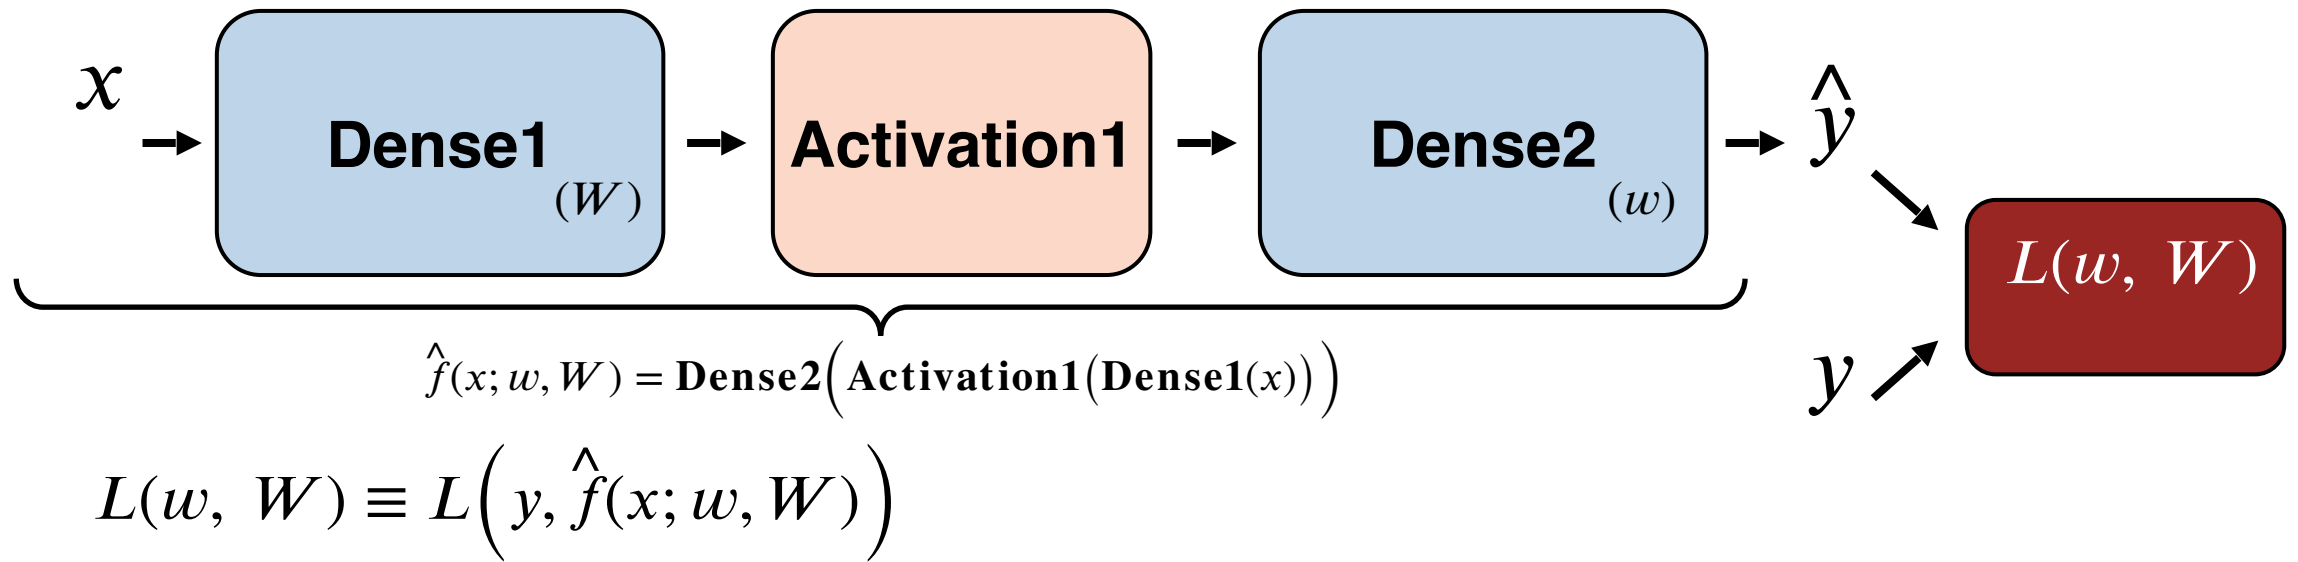 x
Dense1
(W)
Activation1
Dense2
(w)
ŷ
y
L(w, W)
f̂(x; w, W) = Dense2(Activation1(Dense1(x)))
L(w, W) ≡ L(y, f̂(x; w, W))